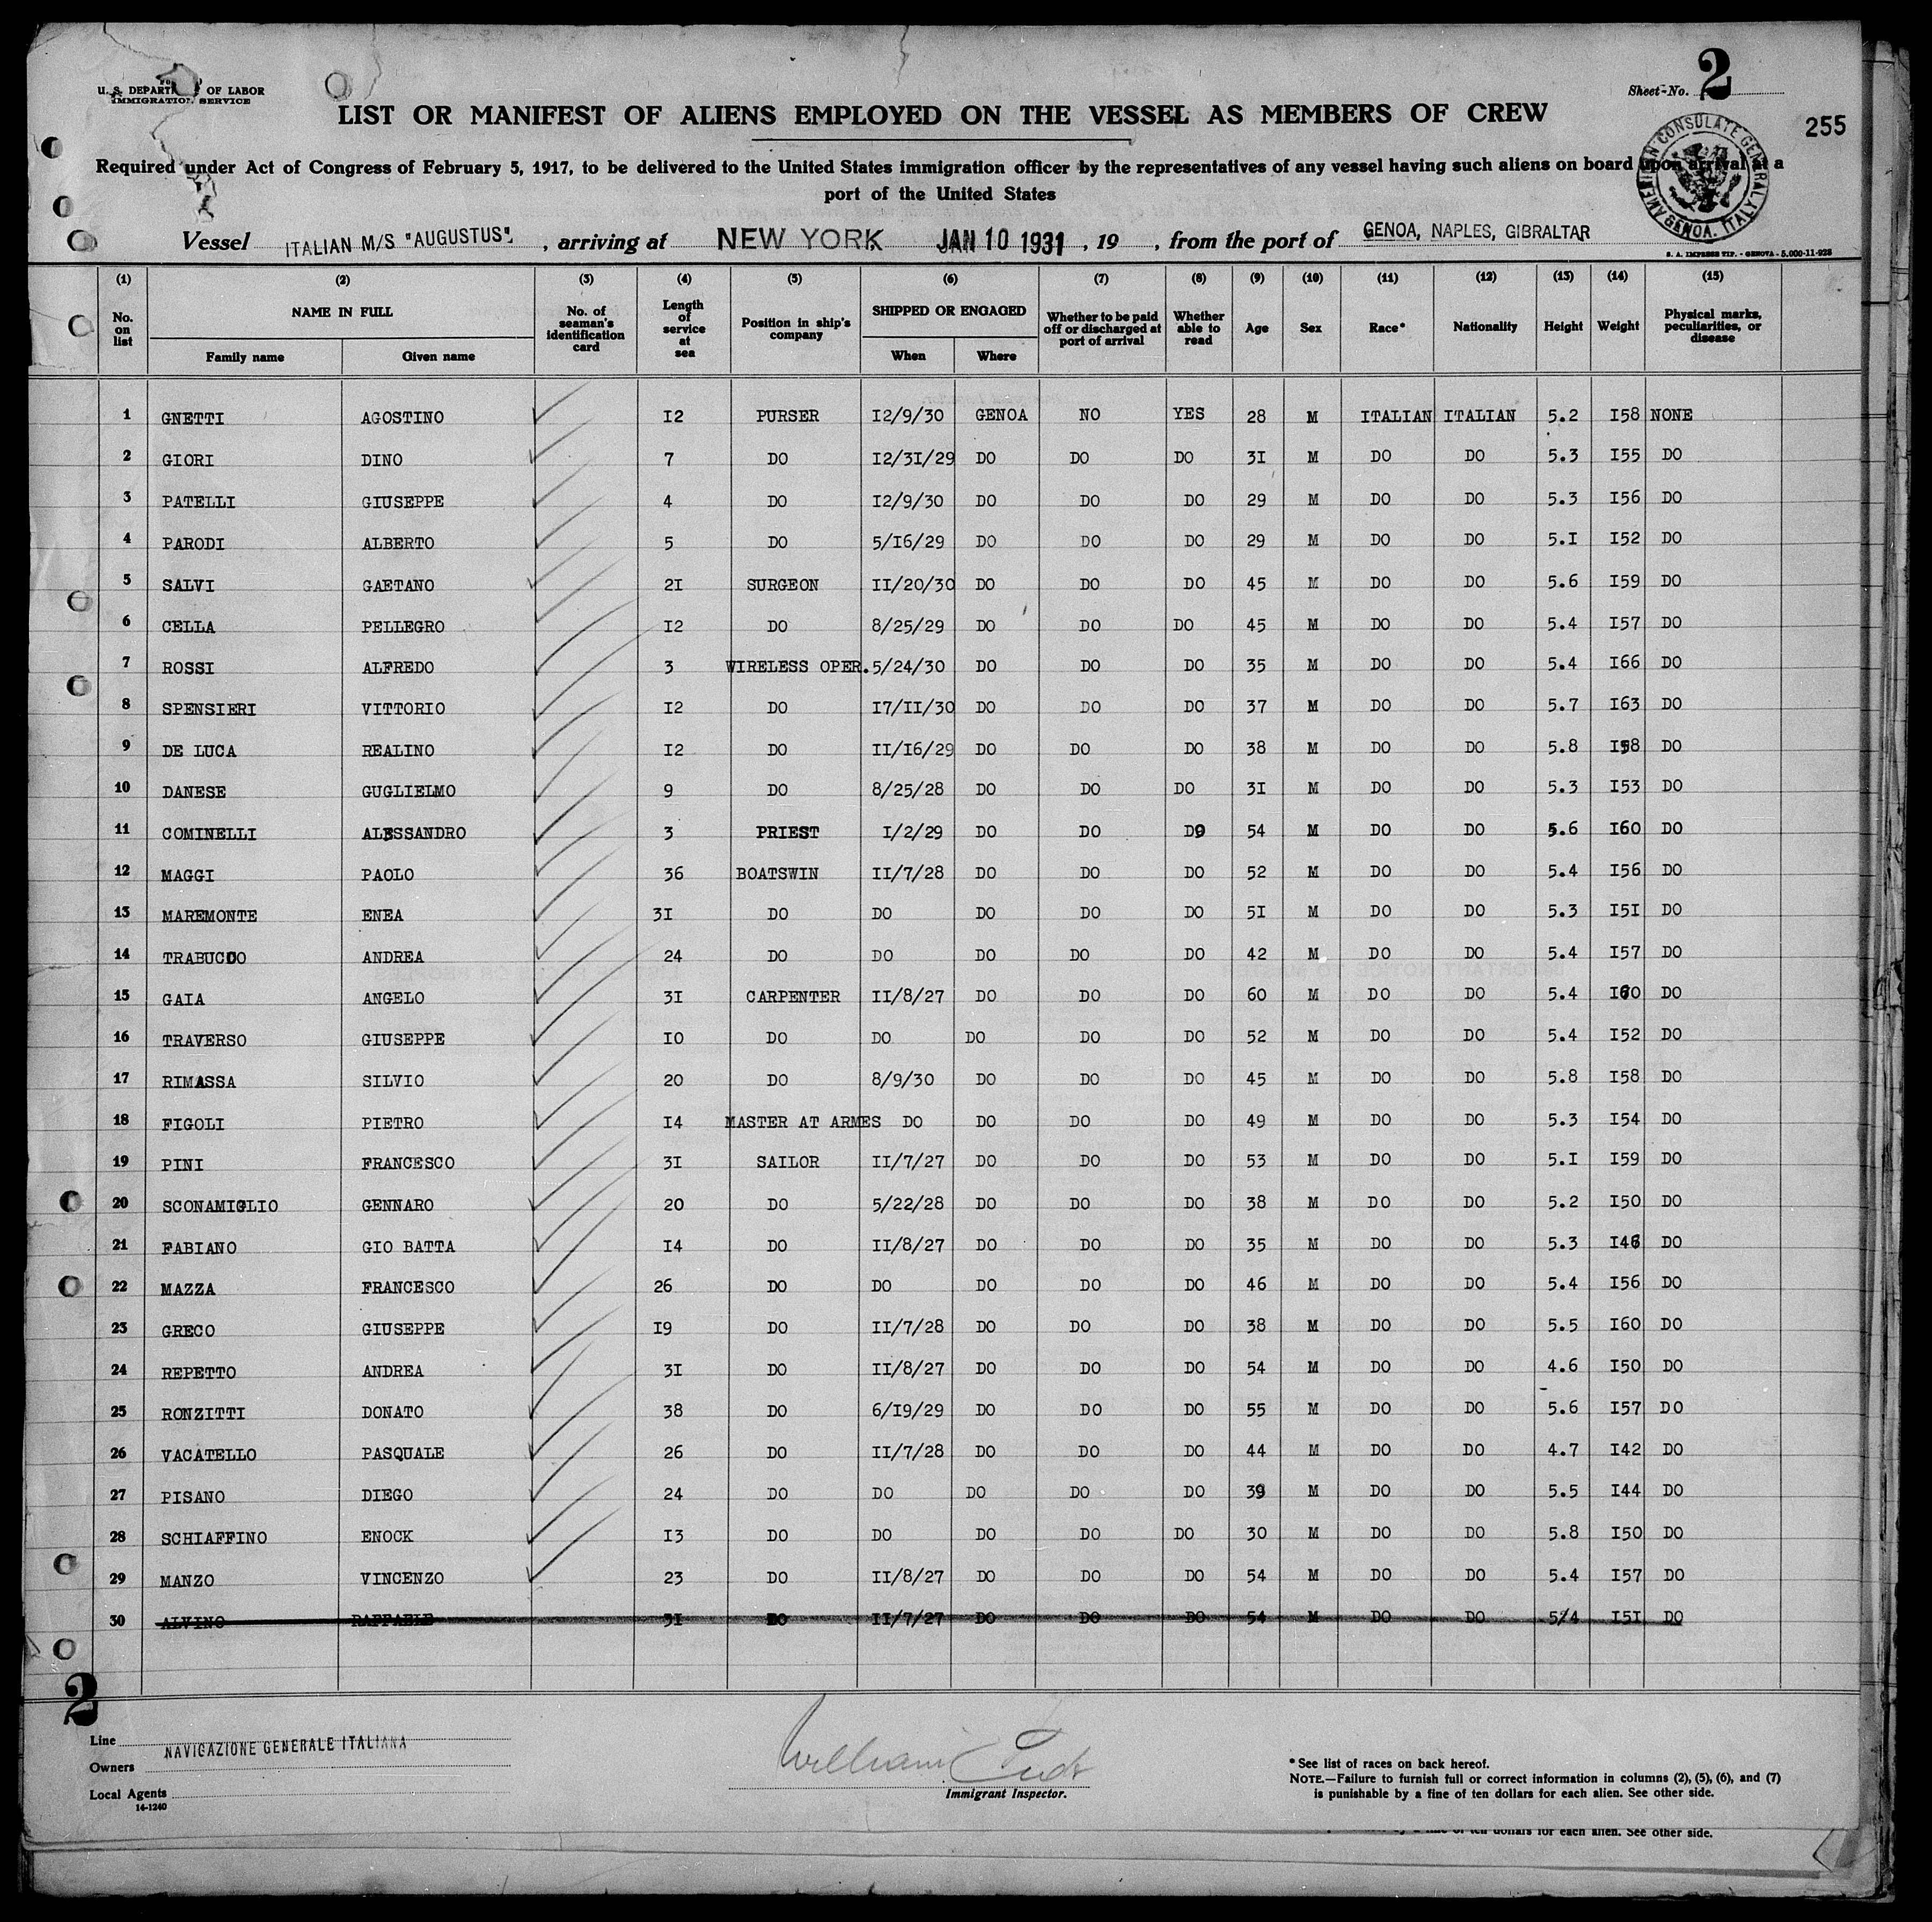 U. S. DEPARTMENT OF LABOR
IMMIGRATION SERVICE
Sheet No. 2
LIST OR MANIFEST OF ALIENS EMPLOYED ON THE VESSEL AS MEMBERS OF CREW
255
AMERICAN CONSULATE GENERAL GENOA, ITALY
Required under Act of Congress of February 5, 1917, to be delivered to the United States immigration officer by the representatives of any vessel having such aliens on board upon arrival at a
port of the United States
Vessel ITALIAN M/S "AUGUSTUS", , arriving at NEW YORK JAN 10 1931 , 19 , from the port of GENOA, NAPLES, GIBRALTAR
S. A. IMPRESS TIP. - GENOVA - 5.000-11-928
(1) (2) (3) (4) (5) (6) (7) (8) (9) (10) (11) (12) (13) (14) (15)
No. on list NAME IN FULL Family name Given name No. of seaman's identification card Length of service at sea Position in ship's company SHIPPED OR ENGAGED When Where Whether to be paid off or discharged at port of arrival Whether able to read Age Sex Race* Nationality Height Weight Physical marks, peculiarities, or disease
1 GNETTI AGOSTINO 12 PURSER 12/9/30 GENOA NO YES 28 M ITALIAN ITALIAN 5.2 158 NONE
2 GIORI DINO 7 DO 12/31/29 DO DO DO 31 M DO DO 5.3 155 DO
3 PATELLI GIUSEPPE 4 DO 12/9/30 DO DO DO 29 M DO DO 5.3 156 DO
4 PARODI ALBERTO 5 DO 5/16/29 DO DO DO 29 M DO DO 5.1 152 DO
5 SALVI GAETANO 21 SURGEON 11/20/30 DO DO DO 45 M DO DO 5.6 159 DO
6 CELLA PELLEGRO 12 DO 8/25/29 DO DO DO 45 M DO DO 5.4 157 DO
7 ROSSI ALFREDO 3 WIRELESS OPER. 5/24/30 DO DO DO 35 M DO DO 5.4 166 DO
8 SPENSIERI VITTORIO 12 DO 17/11/30 DO DO DO 37 M DO DO 5.7 163 DO
9 DE LUCA REALINO 12 DO 11/16/29 DO DO DO 38 M DO DO 5.8 158 DO
10 DANESE GUGLIELMO 9 DO 8/25/28 DO DO DO 31 M DO DO 5.3 153 DO
11 COMINELLI ALESSANDRO 3 PRIEST 1/2/29 DO DO DO 54 M DO DO 5.6 160 DO
12 MAGGI PAOLO 36 BOATSWIN 11/7/28 DO DO DO 52 M DO DO 5.4 156 DO
13 MAREMONTE ENEA 31 DO DO DO DO DO 51 M DO DO 5.3 151 DO
14 TRABUCCO ANDREA 24 DO DO DO DO DO 42 M DO DO 5.4 157 DO
15 GAIA ANGELO 31 CARPENTER 11/8/27 DO DO DO 60 M DO DO 5.4 160 DO
16 TRAVERSO GIUSEPPE 10 DO DO DO DO DO 52 M DO DO 5.4 152 DO
17 RIMASSA SILVIO 20 DO 8/9/30 DO DO DO 45 M DO DO 5.8 158 DO
18 FIGOLI PIETRO 14 MASTER AT ARMES DO DO DO DO 49 M DO DO 5.3 154 DO
19 PINI FRANCESCO 31 SAILOR 11/7/27 DO DO DO 53 M DO DO 5.1 159 DO
20 SCONAMIGLIO GENNARO 20 DO 5/22/28 DO DO DO 38 M DO DO 5.2 150 DO
21 FABIANO GIO BATTA 14 DO 11/8/27 DO DO DO 35 M DO DO 5.3 146 DO
22 MAZZA FRANCESCO 26 DO DO DO DO DO 46 M DO DO 5.4 156 DO
23 GRECO GIUSEPPE 19 DO 11/7/28 DO DO DO 38 M DO DO 5.5 160 DO
24 REPETTO ANDREA 31 DO 11/8/27 DO DO DO 54 M DO DO 4.6 150 DO
25 RONZITTI DONATO 38 DO 6/19/29 DO DO DO 55 M DO DO 5.6 157 DO
26 VACATELLO PASQUALE 26 DO 11/7/28 DO DO DO 44 M DO DO 4.7 142 DO
27 PISANO DIEGO 24 DO DO DO DO DO 39 M DO DO 5.5 144 DO
28 SCHIAFFINO ENOCK 13 DO DO DO DO DO 30 M DO DO 5.8 150 DO
29 MANZO VINCENZO 23 DO 11/8/27 DO DO DO 54 M DO DO 5.4 157 DO
30 ALVINO RAFFAELE 31 DO 11/7/27 DO DO DO 54 M DO DO 5/4 151 DO
2
Line
NAVIGAZIONE GENERALE ITALIANA
Owners
Local Agents
14-1240
William
Immigrant Inspector.
* See list of races on back hereof.
NOTE.—Failure to furnish full or correct information in columns (2), (5), (6), and (7)
is punishable by a fine of ten dollars for each alien. See other side.
of ten dollars for each alien. See other side.